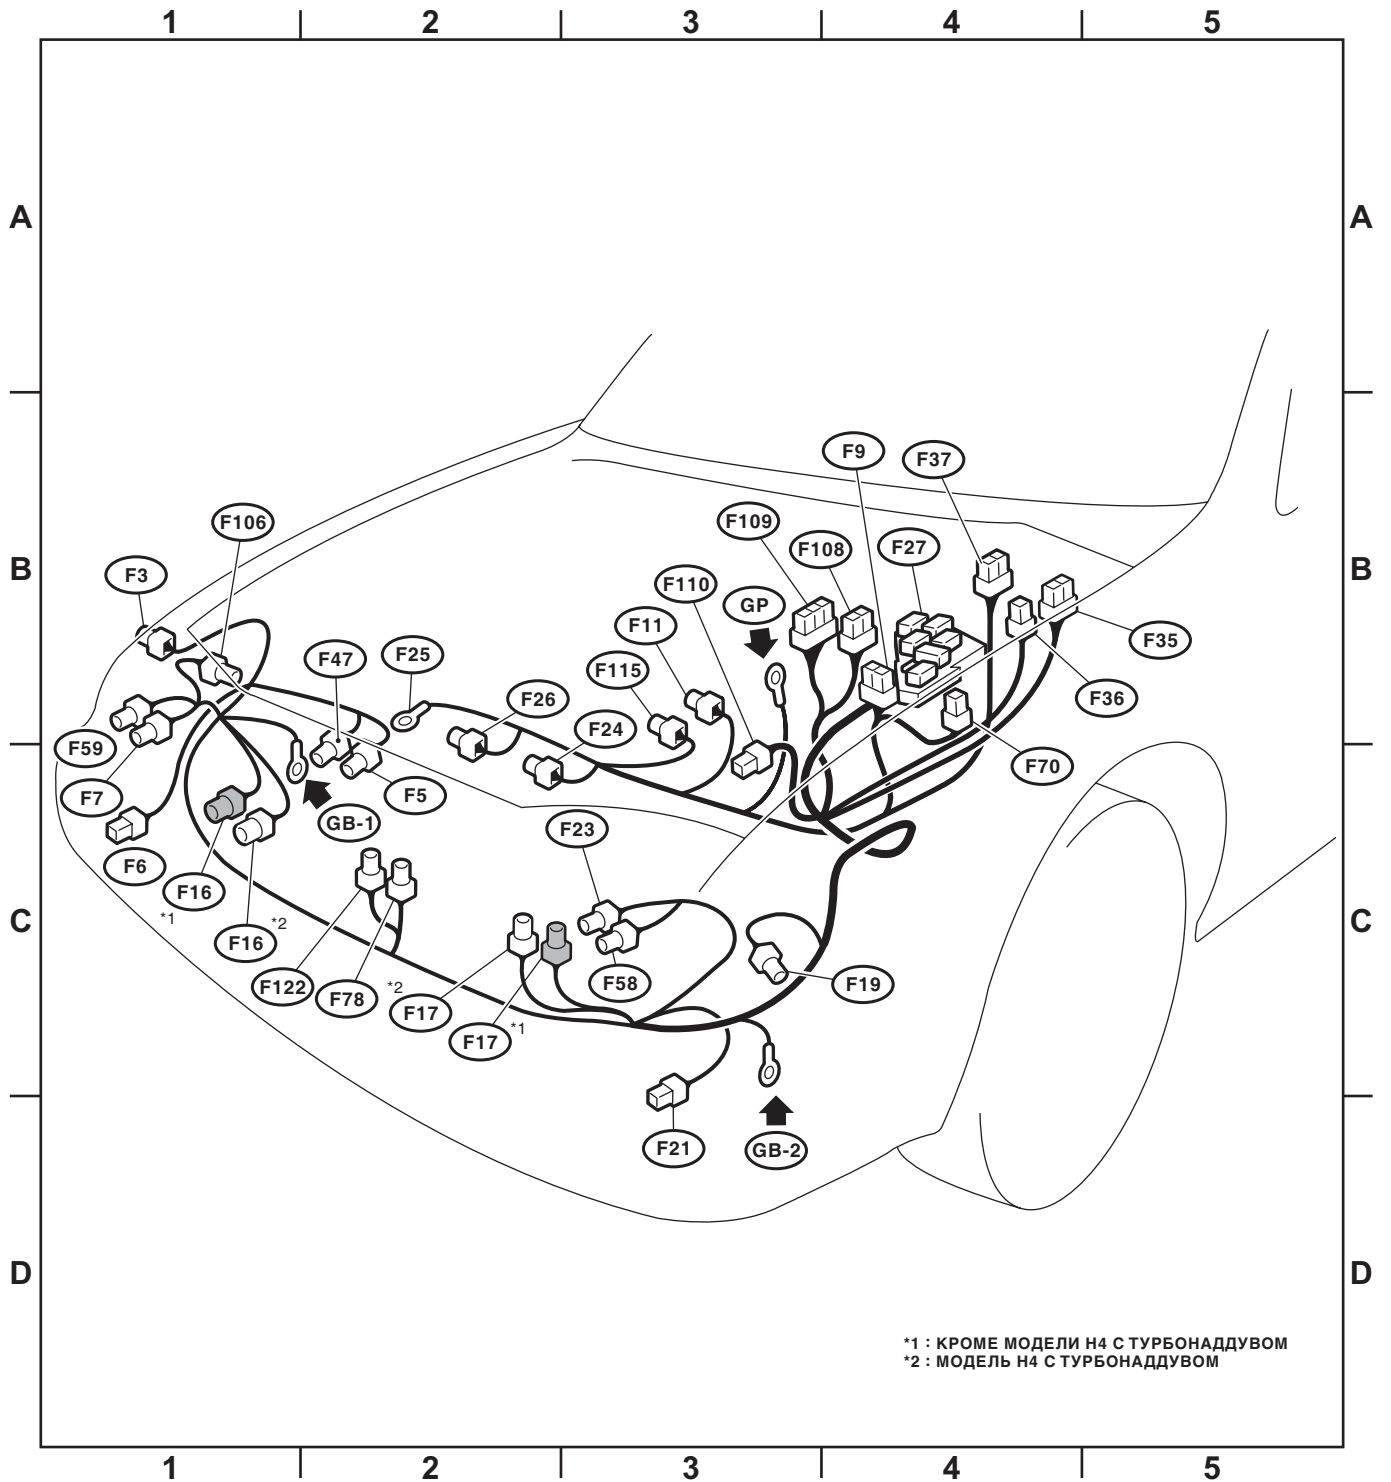 1 2 3 4 5
A A
F9
F37
F106
F109
F108
F27
B B
F3
F110
GP
F11
F35
F47
F25
F115
F36
F26
F24
F59
F70
F7
F5
GB-1
F23
F6
F16
*1
C C
F16 *2
F122
F78
*2
F17
F58
F19
F17 *1
F21
GB-2
D D
*1 : КРОМЕ МОДЕЛИ H4 С ТУРБОНАДДУВОМ
*2 : МОДЕЛЬ H4 С ТУРБОНАДДУВОМ
1 2 3 4 5